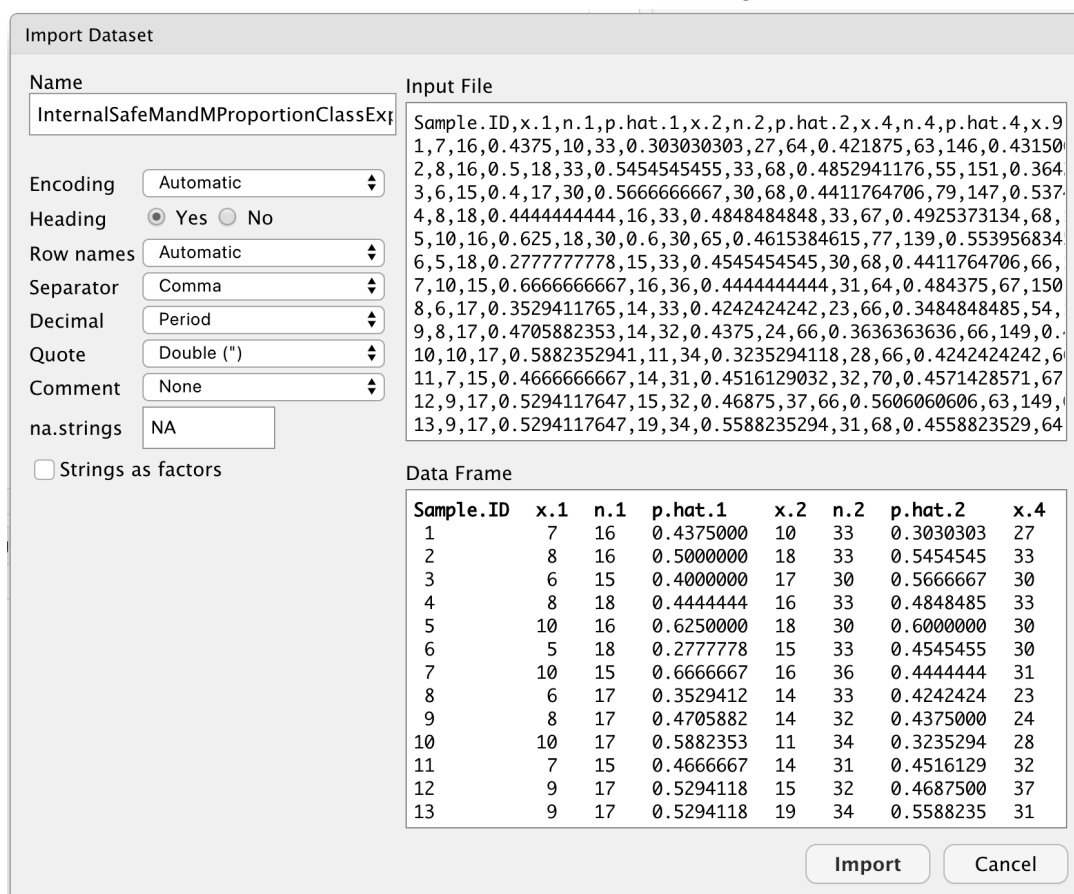 Import Dataset
Name
InternalSafeMandMProportionClassExp
Encoding Automatic
Heading Yes No
Row names Automatic
Separator Comma
Decimal Period
Quote Double (")
Comment None
na.strings NA
Strings as factors
Input File
Sample.ID,x.1,n.1,p.hat.1,x.2,n.2,p.hat.2,x.4,n.4,p.hat.4,x.9
1,7,16,0.4375,10,33,0.303030303,27,64,0.421875,63,146,0.43150
2,8,16,0.5,18,33,0.5454545455,33,68,0.4852941176,55,151,0.364
3,6,15,0.4,17,30,0.5666666667,30,68,0.4411764706,79,147,0.537
4,8,18,0.4444444444,16,33,0.4848484848,33,67,0.4925373134,68,
5,10,16,0.625,18,30,0.6,30,65,0.4615384615,77,139,0.553956834
6,5,18,0.2777777778,15,33,0.4545454545,30,68,0.4411764706,66,
7,10,15,0.6666666667,16,36,0.4444444444,31,64,0.484375,67,150
8,6,17,0.3529411765,14,33,0.4242424242,23,66,0.3484848485,54,
9,8,17,0.4705882353,14,32,0.4375,24,66,0.3636363636,66,149,0.
10,10,17,0.5882352941,11,34,0.3235294118,28,66,0.4242424242,6
11,7,15,0.4666666667,14,31,0.4516129032,32,70,0.4571428571,67
12,9,17,0.5294117647,15,32,0.46875,37,66,0.5606060606,63,149,
13,9,17,0.5294117647,19,34,0.5588235294,31,68,0.4558823529,64
Data Frame
Sample.ID x.1 n.1 p.hat.1 x.2 n.2 p.hat.2 x.4
1 7 16 0.4375000 10 33 0.3030303 27
2 8 16 0.5000000 18 33 0.5454545 33
3 6 15 0.4000000 17 30 0.5666667 30
4 8 18 0.4444444 16 33 0.4848485 33
5 10 16 0.6250000 18 30 0.6000000 30
6 5 18 0.2777778 15 33 0.4545455 30
7 10 15 0.6666667 16 36 0.4444444 31
8 6 17 0.3529412 14 33 0.4242424 23
9 8 17 0.4705882 14 32 0.4375000 24
10 10 17 0.5882353 11 34 0.3235294 28
11 7 15 0.4666667 14 31 0.4516129 32
12 9 17 0.5294118 15 32 0.4687500 37
13 9 17 0.5294118 19 34 0.5588235 31
Import Cancel